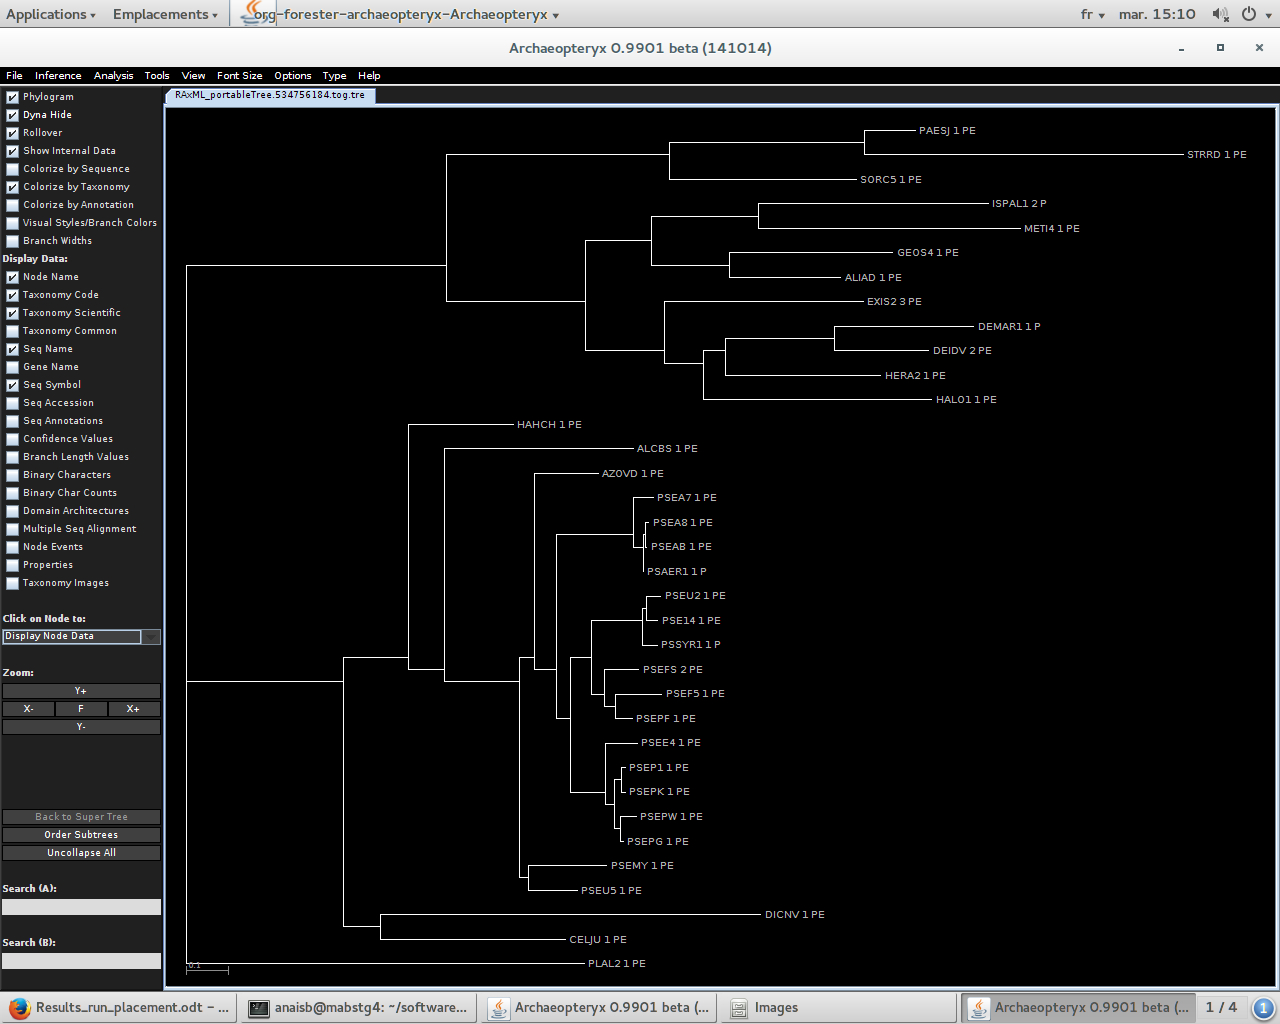 Applications Emplacements org-forester-archaeopteryx-Archaeopteryx fr mar. 15:10
Archaeopteryx 0.9901 beta (141014)
File Inference Analysis Tools View Font Size Options Type Help
RAxML_portableTree.534756184.tog.tre
Phylogram
Dyna Hide
Rollover
Show Internal Data
Colorize by Sequence
Colorize by Taxonomy
Colorize by Annotation
Visual Styles/Branch Colors
Branch Widths
Display Data:
Node Name
Taxonomy Code
Taxonomy Scientific
Taxonomy Common
Seq Name
Gene Name
Seq Symbol
Seq Accession
Seq Annotations
Confidence Values
Branch Length Values
Binary Characters
Binary Char Counts
Domain Architectures
Multiple Seq Alignment
Node Events
Properties
Taxonomy Images
Click on Node to:
Display Node Data
Zoom:
Y+
X- F X+
Y-
Back to Super Tree
Order Subtrees
Uncollapse All
Search (A):
Search (B):
PAESJ 1 PE
STRRD 1 PE
SORC5 1 PE
ISPAL1 2 P
METI4 1 PE
GEOS4 1 PE
ALIAD 1 PE
EXIS2 3 PE
DEMAR1 1 P
DEIDV 2 PE
HERA2 1 PE
HALO1 1 PE
HAHCH 1 PE
ALCBS 1 PE
AZOVD 1 PE
PSEA7 1 PE
PSEA8 1 PE
PSEAB 1 PE
PSAER1 1 P
PSEU2 1 PE
PSE14 1 PE
PSSYR1 1 P
PSEFS 2 PE
PSEF5 1 PE
PSEPF 1 PE
PSEE4 1 PE
PSEP1 1 PE
PSEPK 1 PE
PSEPW 1 PE
PSEPG 1 PE
PSEMY 1 PE
PSEU5 1 PE
DICNV 1 PE
CELJU 1 PE
PLAL2 1 PE
0.1
Results_run_placement.odt – ... anaisb@mabstg4: ~/software... Archaeopteryx 0.9901 beta (... Images Archaeopteryx 0.9901 beta (... 1 / 4 1